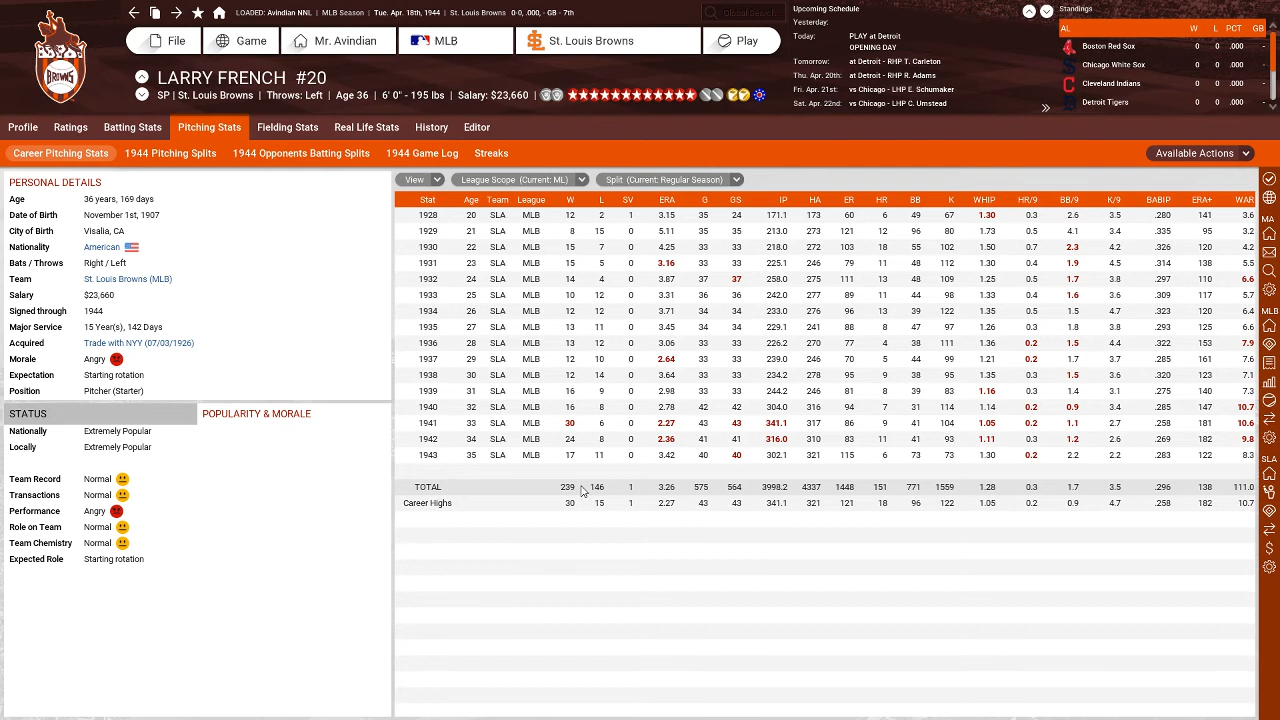 LOADED: Avindian NNL | MLB Season | Tue. Apr. 18th, 1944 | St. Louis Browns 0-0, .000, - GB - 7th
Global Search
File Game Mr. Avindian MLB St. Louis Browns Play
BROWNS
LARRY FRENCH #20
SP | St. Louis Browns | Throws: Left | Age 36 | 6' 0" - 195 lbs | Salary: $23,660
Upcoming Schedule
Yesterday:
Today: PLAY at Detroit
OPENING DAY
Tomorrow: at Detroit - RHP T. Carleton
Thu. Apr. 20th at Detroit - RHP R. Adams
Fri. Apr. 21st vs Chicago - LHP E. Schumaker
Sat. Apr. 22nd vs Chicago - LHP C. Umstead
Standings
AL W L PCT GB
Boston Red Sox 0 0 .000 -
Chicago White Sox 0 0 .000 -
Cleveland Indians 0 0 .000 -
Detroit Tigers 0 0 .000 -
Profile Ratings Batting Stats Pitching Stats Fielding Stats Real Life Stats History Editor
Career Pitching Stats 1944 Pitching Splits 1944 Opponents Batting Splits 1944 Game Log Streaks Available Actions
PERSONAL DETAILS
Age 36 years, 169 days
Date of Birth November 1st, 1907
City of Birth Visalia, CA
Nationality American
Bats / Throws Right / Left
Team St. Louis Browns (MLB)
Salary $23,660
Signed through 1944
Major Service 15 Year(s), 142 Days
Acquired Trade with NYY (07/03/1926)
Morale Angry
Expectation Starting rotation
Position Pitcher (Starter)
STATUS POPULARITY & MORALE
Nationally Extremely Popular
Locally Extremely Popular
Team Record Normal
Transactions Normal
Performance Angry
Role on Team Normal
Team Chemistry Normal
Expected Role Starting rotation
View League Scope (Current: ML) Split (Current: Regular Season)
Stat Age Team League W L SV ERA G GS IP HA ER HR BB K WHIP HR/9 BB/9 K/9 BABIP ERA+ WAR
1928 20 SLA MLB 12 2 1 3.15 35 24 171.1 173 60 6 49 67 1.30 0.3 2.6 3.5 .280 141 3.6
1929 21 SLA MLB 8 15 0 5.11 35 35 213.0 273 121 12 96 80 1.73 0.5 4.1 3.4 .335 95 3.2
1930 22 SLA MLB 15 7 0 4.25 33 33 218.0 272 103 18 55 102 1.50 0.7 2.3 4.2 .326 120 4.2
1931 23 SLA MLB 15 5 0 3.16 33 33 225.1 246 79 11 48 112 1.30 0.4 1.9 4.5 .314 138 5.5
1932 24 SLA MLB 14 4 0 3.87 37 37 258.0 275 111 13 48 109 1.25 0.5 1.7 3.8 .297 110 6.6
1933 25 SLA MLB 10 12 0 3.31 36 36 242.0 277 89 11 44 98 1.33 0.4 1.6 3.6 .309 117 5.7
1934 26 SLA MLB 12 12 0 3.71 34 33 233.0 276 96 13 39 122 1.35 0.5 1.5 4.7 .323 120 6.4
1935 27 SLA MLB 13 11 0 3.45 34 33 229.1 241 88 8 47 97 1.26 0.3 1.8 3.8 .293 125 6.6
1936 28 SLA MLB 13 12 0 3.06 33 33 226.2 270 77 4 38 111 1.36 0.2 1.5 4.4 .322 153 7.9
1937 29 SLA MLB 12 10 0 2.64 33 33 239.0 246 70 5 44 99 1.21 0.2 1.7 3.7 .285 161 7.6
1938 30 SLA MLB 12 14 0 3.64 33 32 234.2 278 95 9 38 95 1.35 0.3 1.5 3.6 .320 123 7.1
1939 31 SLA MLB 16 9 0 2.98 33 33 244.2 246 81 8 39 83 1.16 0.3 1.4 3.1 .275 140 7.3
1940 32 SLA MLB 16 8 0 2.78 42 42 304.0 316 94 7 31 114 1.14 0.2 0.9 3.4 .285 147 10.7
1941 33 SLA MLB 30 6 0 2.27 43 43 341.1 317 86 9 41 104 1.05 0.2 1.1 2.7 .258 181 10.6
1942 34 SLA MLB 24 8 0 2.36 41 41 316.0 310 83 11 41 93 1.11 0.3 1.2 2.6 .269 182 9.8
1943 35 SLA MLB 17 11 0 3.42 40 40 302.1 321 115 6 73 73 1.30 0.2 2.2 2.2 .283 122 8.3
TOTAL 239 146 1 3.26 575 564 3998.2 4337 1448 151 771 1559 1.28 0.3 1.7 3.5 .296 138 111.0
Career Highs 30 15 1 2.27 43 43 341.1 321 121 18 96 122 1.05 0.2 0.9 4.7 .258 182 10.7
MA
MLB
SLA